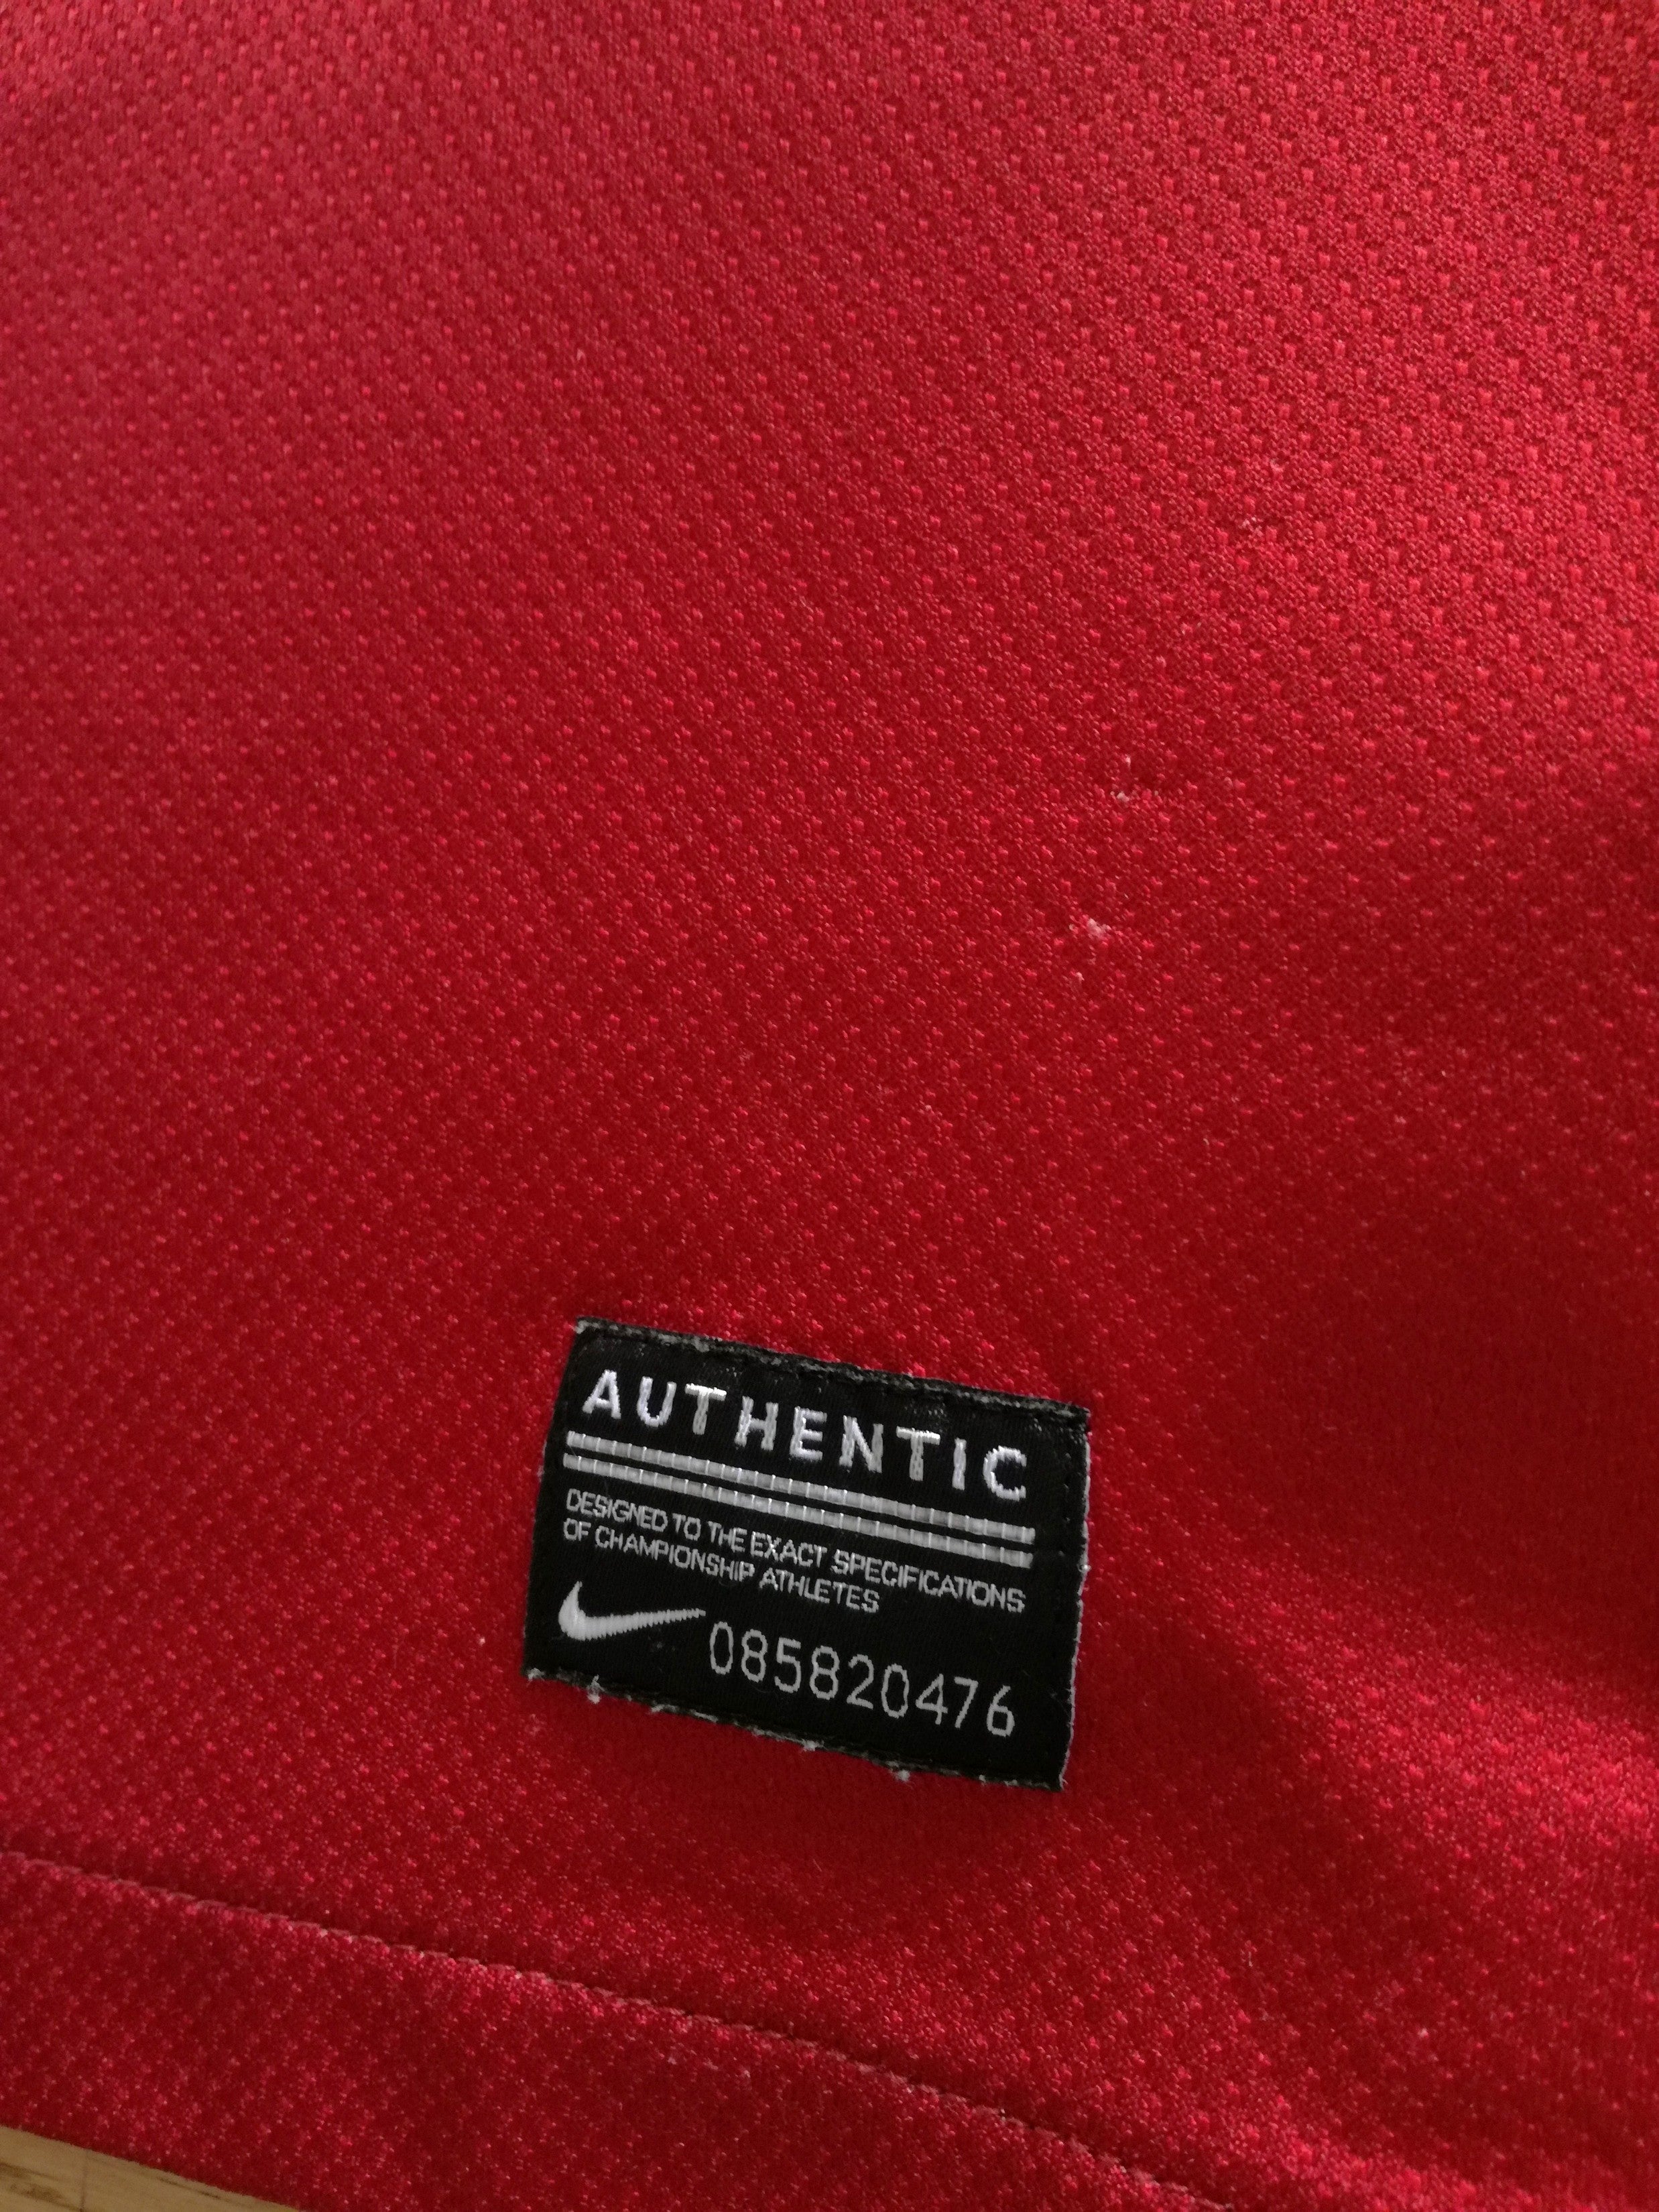 AUTHENTIC
DESIGNED TO THE EXACT SPECIFICATIONS
OF CHAMPIONSHIP ATHLETES
085820476